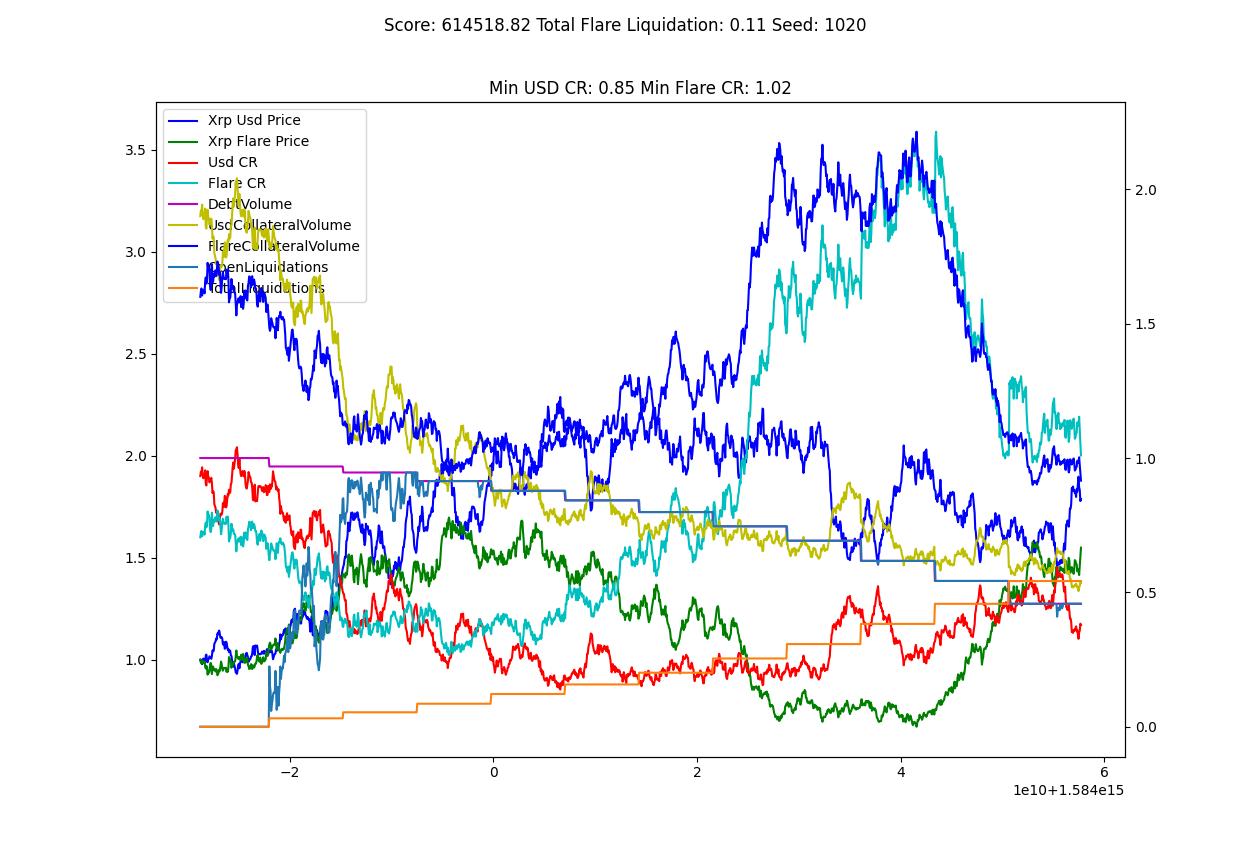 Score: 614518.82 Total Flare Liquidation: 0.11 Seed: 1020
Min USD CR: 0.85 Min Flare CR: 1.02
Xrp Usd Price
Xrp Flare Price
Usd CR
Flare CR
DebtVolume
UsdCollateralVolume
FlareCollateralVolume
OpenLiquidations
TotalLiquidations
3.5
3.0
2.5
2.0
1.5
1.0
2.0
1.5
1.0
0.5
0.0
−2
0
2
4
6
1e10+1.584e15